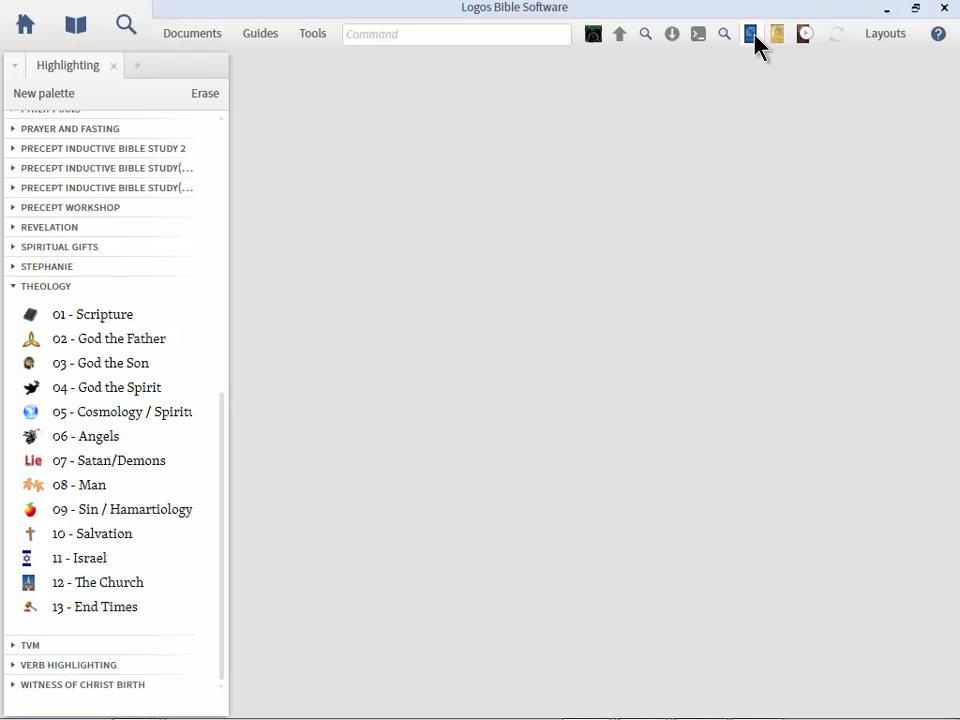 Logos Bible Software
Documents
Guides
Tools
Command
Layouts
?
Highlighting
New palette
Erase
PRAYER AND FASTING
PRECEPT INDUCTIVE BIBLE STUDY 2
PRECEPT INDUCTIVE BIBLE STUDY(...
PRECEPT INDUCTIVE BIBLE STUDY(...
PRECEPT WORKSHOP
REVELATION
SPIRITUAL GIFTS
STEPHANIE
THEOLOGY
01 - Scripture
02 - God the Father
03 - God the Son
04 - God the Spirit
05 - Cosmology / Spiritu
06 - Angels
Lie 07 - Satan/Demons
08 - Man
09 - Sin / Hamartiology
10 - Salvation
11 - Israel
12 - The Church
13 - End Times
TVM
VERB HIGHLIGHTING
WITNESS OF CHRIST BIRTH